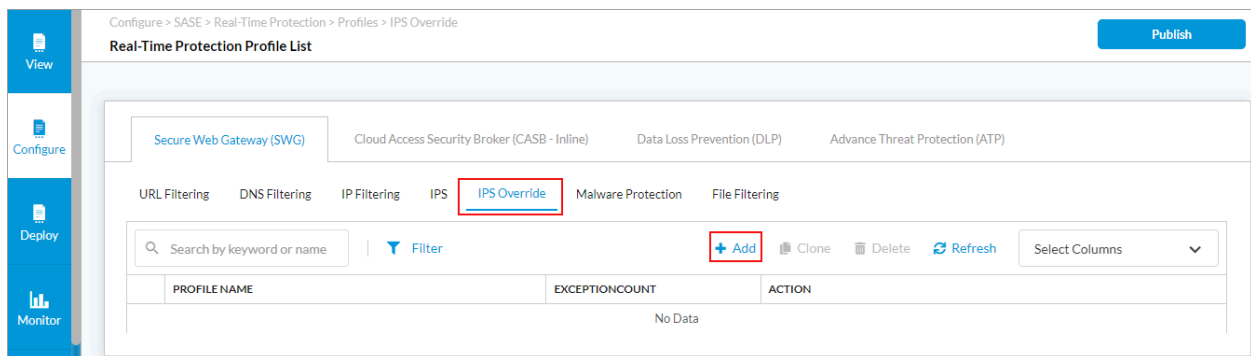 Configure > SASE > Real-Time Protection > Profiles > IPS Override
Real-Time Protection Profile List
Publish
View
Configure
Deploy
Monitor
Secure Web Gateway (SWG) Cloud Access Security Broker (CASB - Inline) Data Loss Prevention (DLP) Advance Threat Protection (ATP)
URL Filtering DNS Filtering IP Filtering IPS IPS Override Malware Protection File Filtering
Search by keyword or name Filter + Add Clone Delete Refresh Select Columns
PROFILE NAME EXCEPTIONCOUNT ACTION
No Data